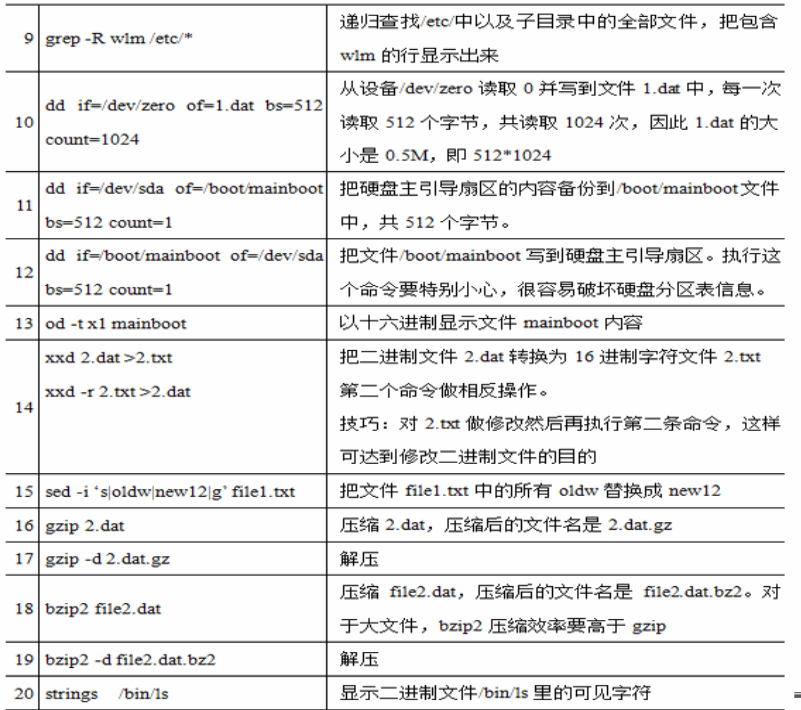 9 grep -R wlm /etc/* 递归查找/etc/中以及子目录中的全部文件，把包含
wlm 的行显示出来
10 dd if=/dev/zero of=1.dat bs=512
count=1024
从设备/dev/zero 读取 0 并写到文件 1.dat 中，每一次
读取 512 个字节，共读取 1024 次，因此 1.dat 的大
小是 0.5M，即 512*1024
11 dd if=/dev/sda of=/boot/mainboot
bs=512 count=1
把硬盘主引导扇区的内容备份到/boot/mainboot文件
中，共 512 个字节。
12 dd if=/boot/mainboot of=/dev/sda
bs=512 count=1
把文件/boot/mainboot 写到硬盘主引导扇区。执行这
个命令要特别小心，很容易破坏硬盘分区表信息。
13 od -t x1 mainboot 以十六进制显示文件 mainboot 内容
14 xxd 2.dat >2.txt
xxd -r 2.txt >2.dat
把二进制文件 2.dat 转换为 16 进制字符文件 2.txt
第二个命令做相反操作。
技巧：对 2.txt 做修改然后再执行第二条命令，这样
可达到修改二进制文件的目的
15 sed -i ‘s|oldw|new12|g’ file1.txt 把文件 file1.txt 中的所有 oldw 替换成 new12
16 gzip 2.dat 压缩 2.dat，压缩后的文件名是 2.dat.gz
17 gzip -d 2.dat.gz 解压
18 bzip2 file2.dat 压缩 file2.dat，压缩后的文件名是 file2.dat.bz2。对
于大文件，bzip2 压缩效率要高于 gzip
19 bzip2 -d file2.dat.bz2 解压
20 strings /bin/ls 显示二进制文件/bin/ls 里的可见字符